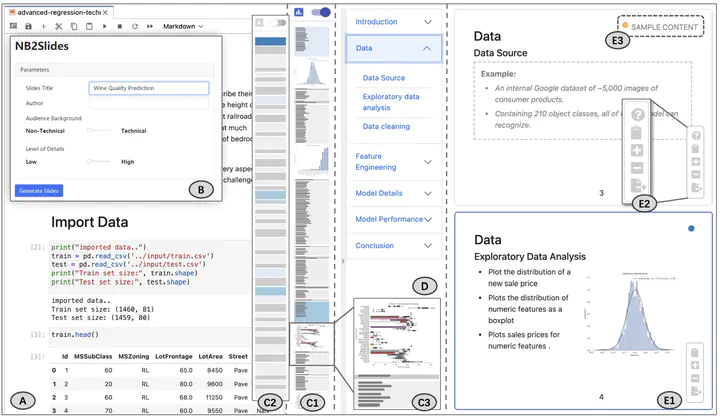 advanced-regression-tech
Markdown
NB2Slides
Parameters
Slides Title
Wine Quality Prediction
Author
Audience Background
Non-Technical
Technical
Level of Details
Low
High
Generate Slides
B
ribe their
e height o
t railroad
at much
of bedro
very aspe
challenge
Import Data
[2]:
print("imported data..")
train = pd.read_csv('../input/train.csv')
test = pd.read_csv('../input/test.csv')
print("Train set size:", train.shape)
print("Test set size:", test.shape)
imported data..
Train set size: (1460, 81)
Test set size: (1459, 80)
[3]:
train.head()
[3]:
Id MSSubClass MSZoning LotFrontage LotArea Street
0 1 60 RL 65.0 8450 Pave
1 2 20 RL 80.0 9600 Pave
2 3 60 RL 68.0 11250 Pave
3 4 70 RL 60.0 9550 Pave
A
C2
C1
Introduction
Data
Data Source
Exploratory data
analysis
Data cleaning
Feature
Engineering
Model Details
Model Performance
Conclusion
D
C3
Data
SAMPLE CONTENT
E3
Data Source
Example:
• An internal Google dataset of ~5,000 images of
consumer products.
• Containing 210 object classes, all of
model can
recognize.
3
E2
Data
Exploratory Data Analysis
• Plot the distribution of a
new sale price
• Plots the distribution of
numeric features as a
boxplot
• Plots sales prices for
numeric features .
4
E1